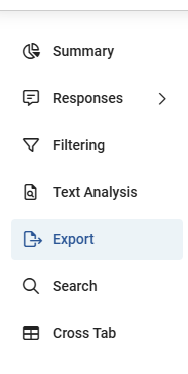 Summary
Responses
Filtering
Text Analysis
Export
Search
Cross Tab